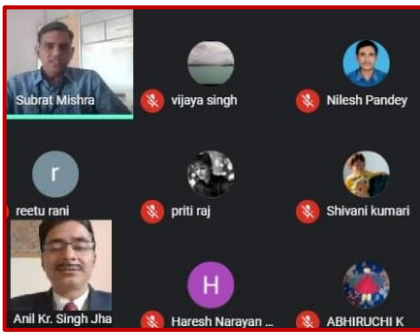 Subrat Mishra
vijaya singh
Nilesh Pandey
r
reetu rani
priti raj
Shivani kumari
Anil Kr. Singh Jha
H
Haresh Narayan ...
ABHIRUCHI K